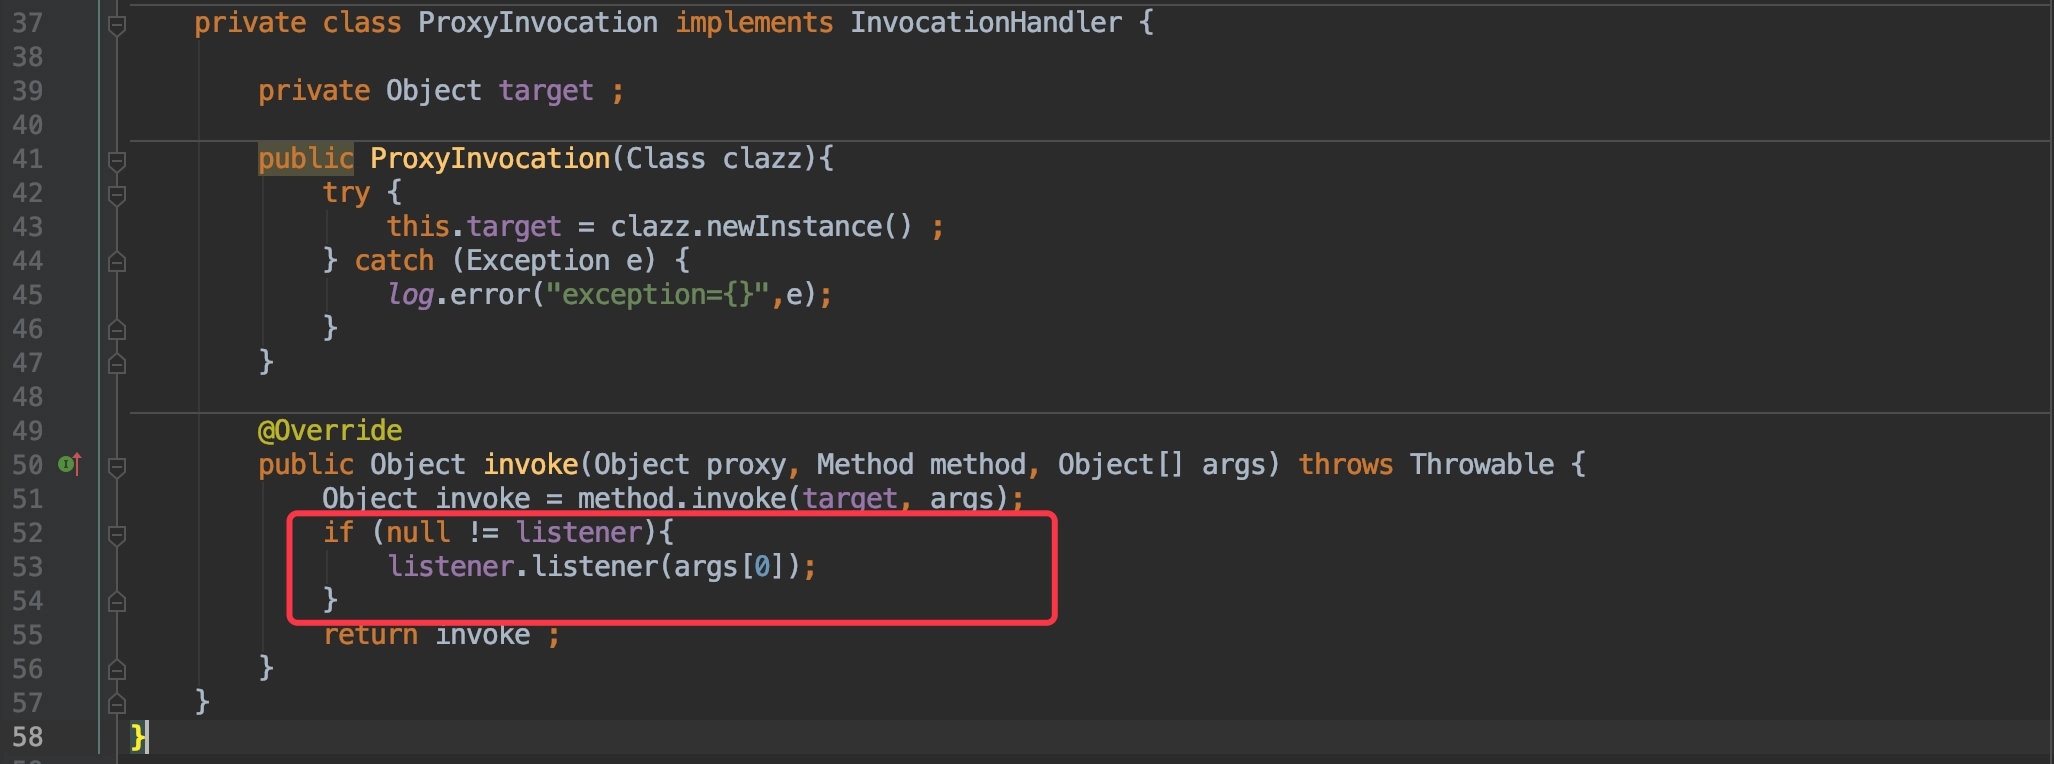 37 private class ProxyInvocation implements InvocationHandler {
38
39 private Object target ;
40
41 public ProxyInvocation(Class clazz){
42 try {
43 this.target = clazz.newInstance() ;
44 } catch (Exception e) {
45 log.error("exception={}",e);
46 }
47 }
48
49 @Override
50 public Object invoke(Object proxy, Method method, Object[] args) throws Throwable {
51 Object invoke = method.invoke(target, args);
52 if (null != listener){
53 listener.listener(args[0]);
54 }
55 return invoke ;
56 }
57 }
58 }